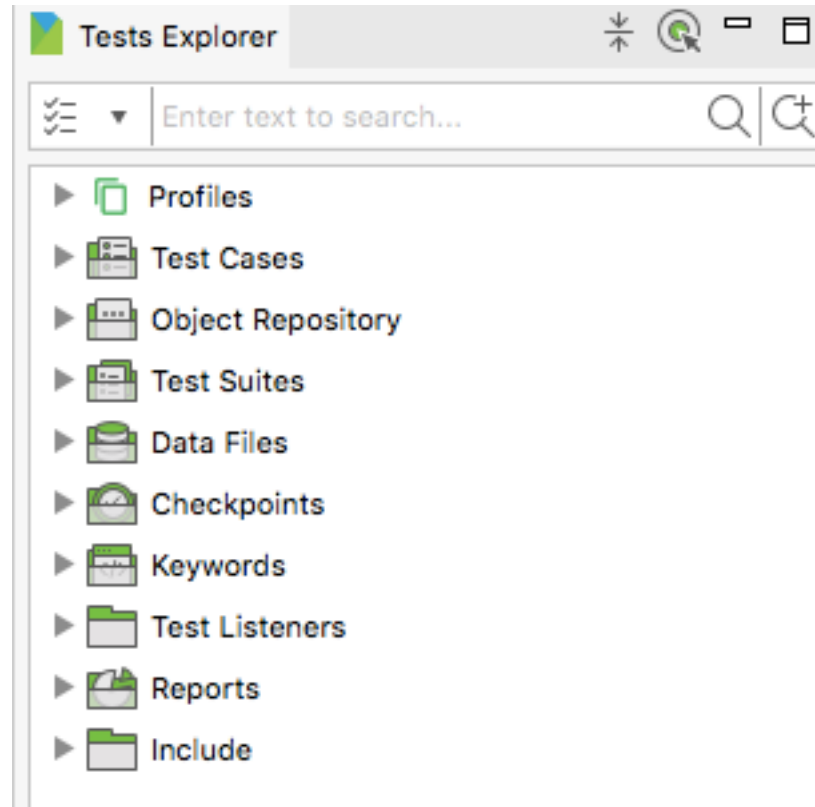 Tests Explorer
Enter text to search...
Profiles
Test Cases
Object Repository
Test Suites
Data Files
Checkpoints
Keywords
Test Listeners
Reports
Include